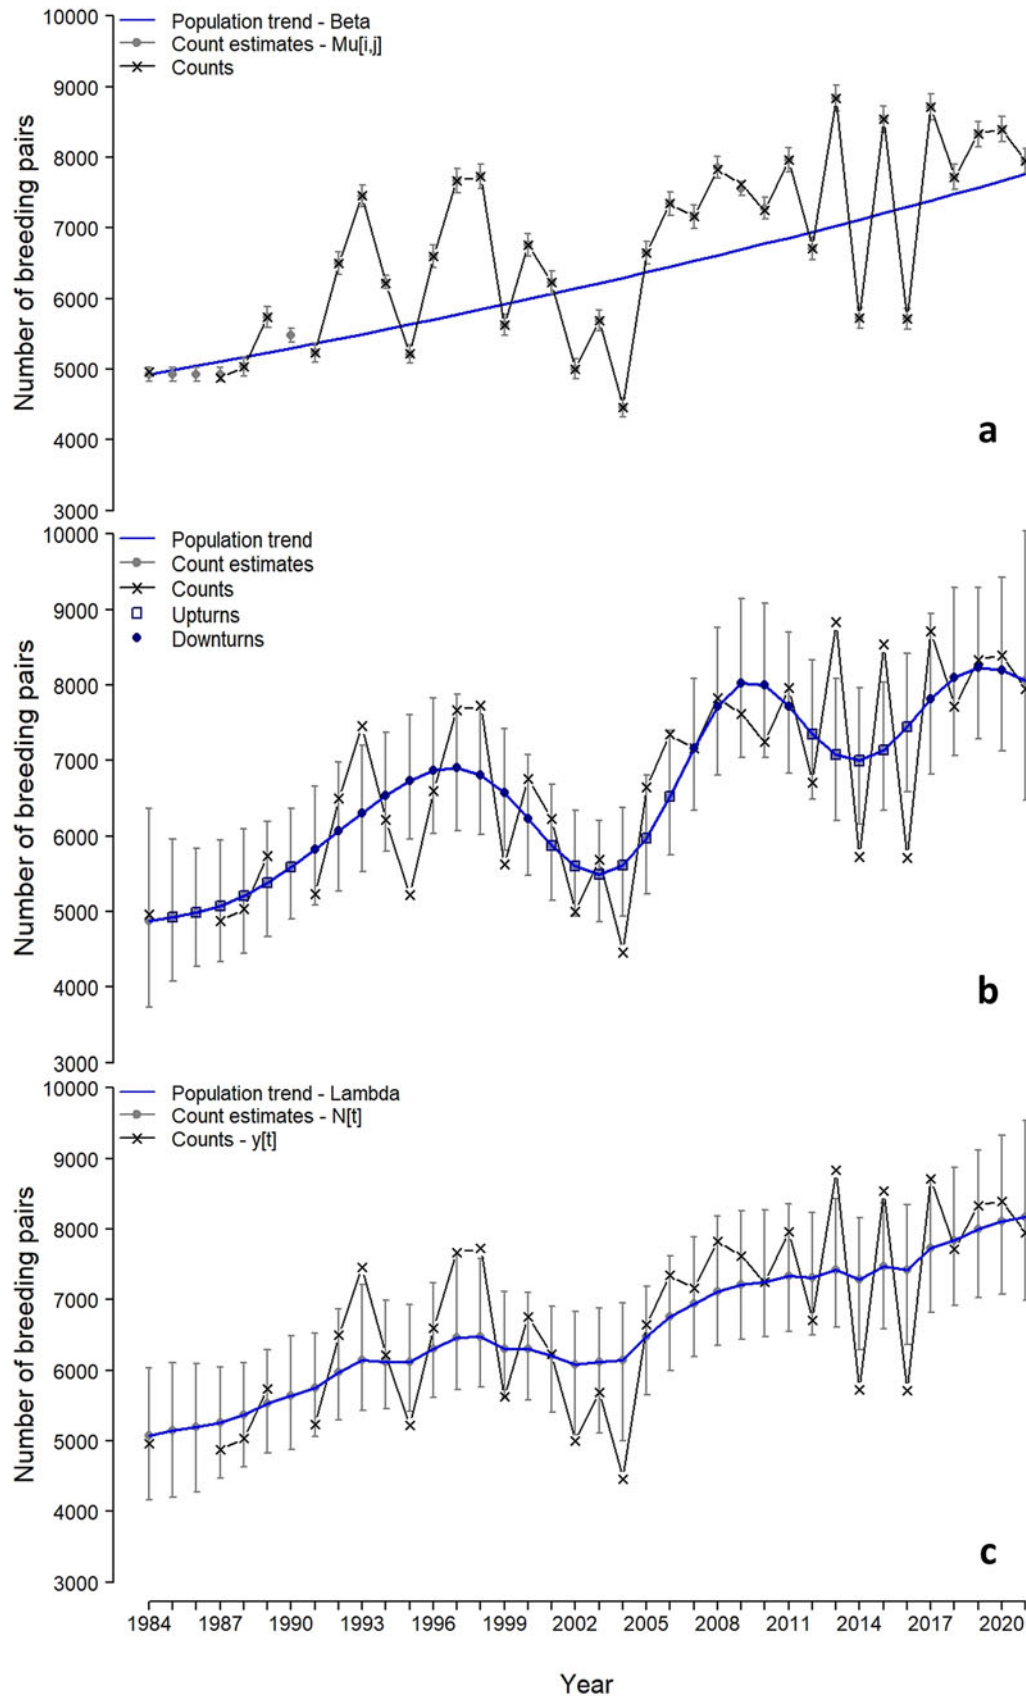 10000
Population trend - Beta
Count estimates - Mu[i,j]
Counts
9000
8000
7000
6000
5000
4000
3000
Number of breeding pairs
a
10000
Population trend
Count estimates
Counts
Upturns
Downturns
9000
8000
7000
6000
5000
4000
3000
Number of breeding pairs
b
10000
Population trend - Lambda
Count estimates - N[t]
Counts - y[t]
9000
8000
7000
6000
5000
4000
3000
Number of breeding pairs
c
1984 1987 1990 1993 1996 1999 2002 2005 2008 2011 2014 2017 2020
Year